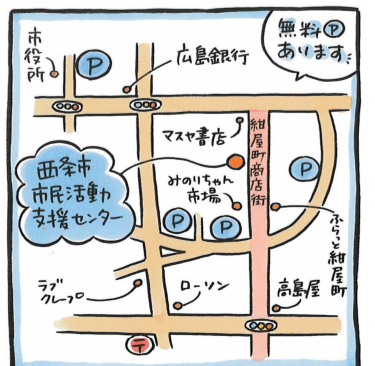 市役所
P
広島銀行
無料P
あります
マスヤ書店
紺屋町商店街
西条市
市民活動
支援センター
みのりちゃん
市場
P
P
P
ふらっと紺屋町
ラブ
クレープ
ローソン
高島屋
〒